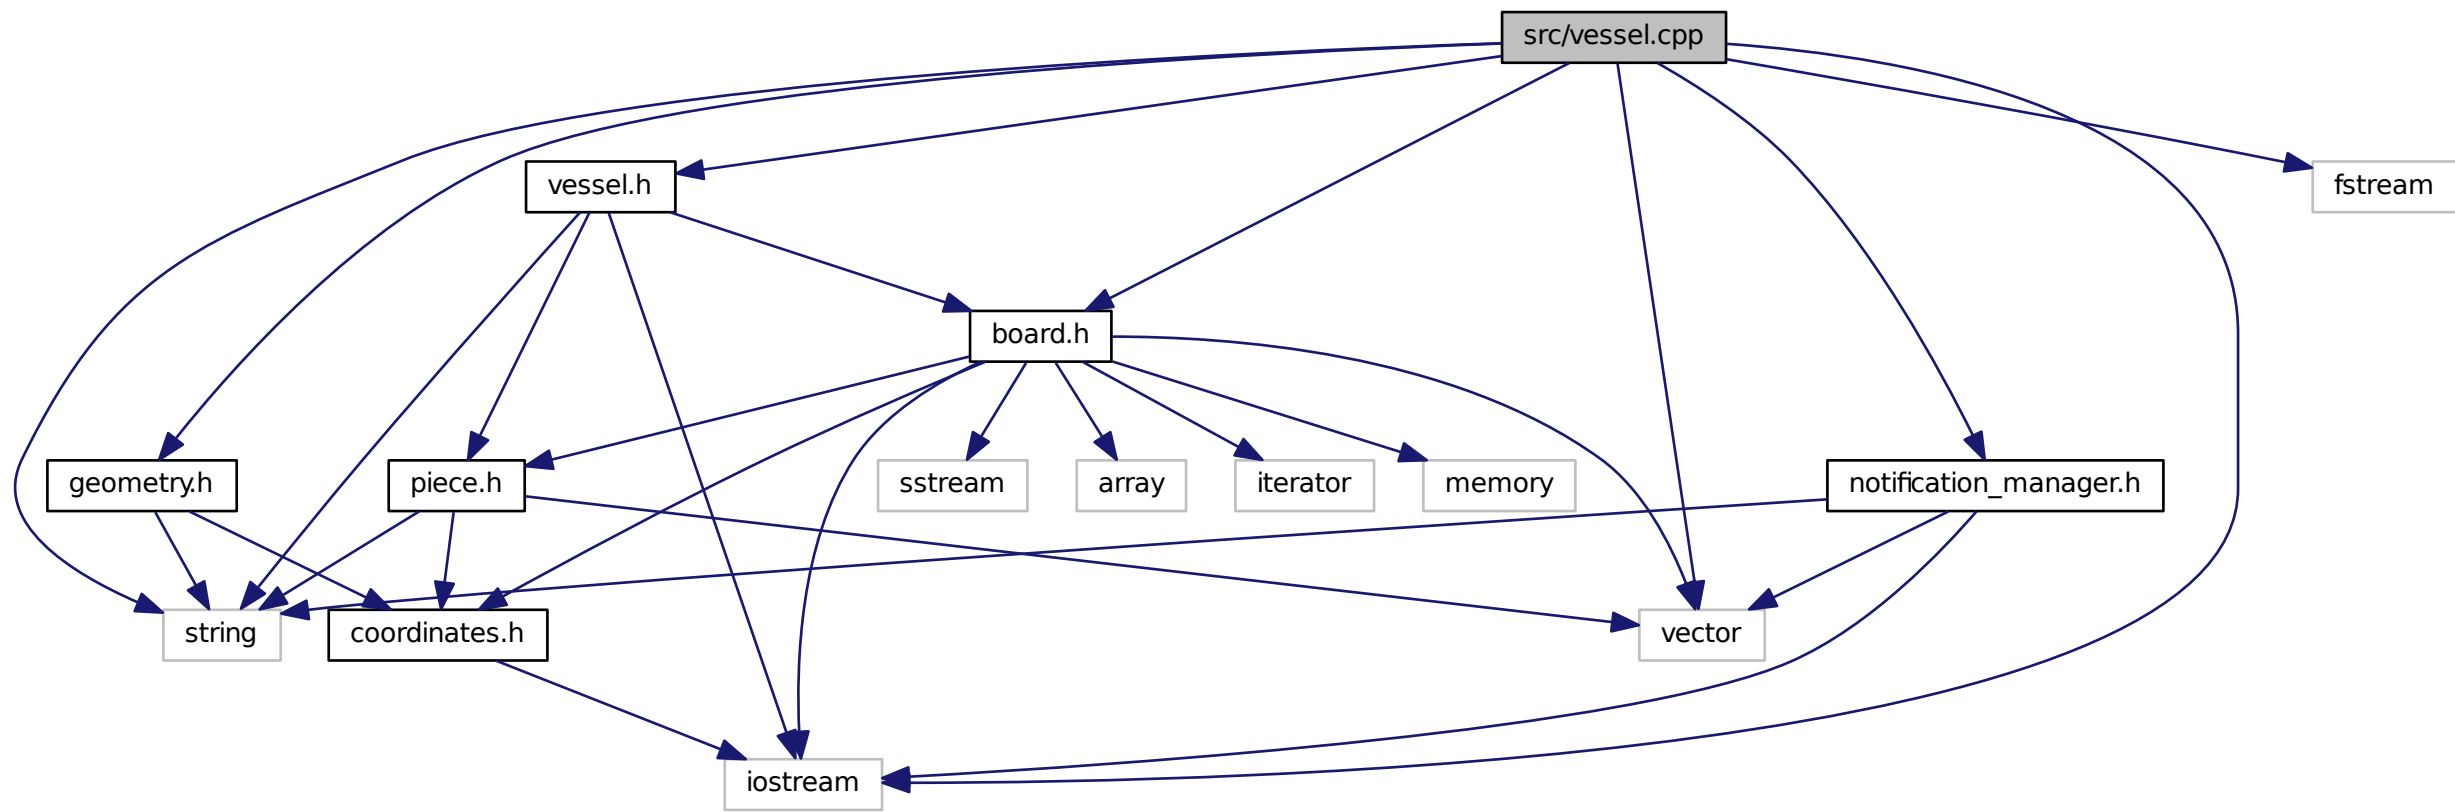 src/vessel.cpp
vessel.h
fstream
board.h
geometry.h
piece.h
sstream
array
iterator
memory
notification_manager.h
string
coordinates.h
vector
iostream